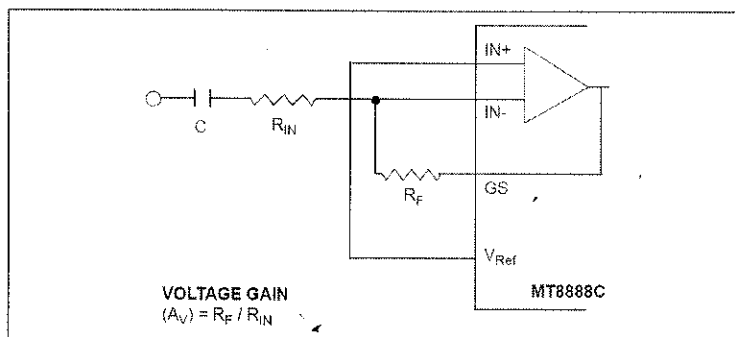 IN+
C
R_IN
IN-
R_F
GS
V_Ref
VOLTAGE GAIN
(A_V) = R_F / R_IN
MT8888C